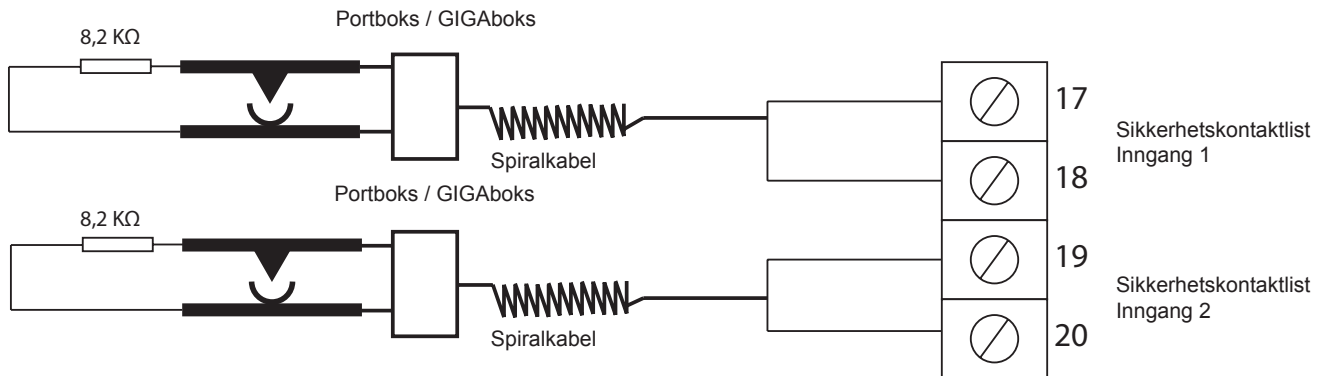 Portboks / GIGAboks
8,2 KΩ
17
Sikkerhetskontaktlist
Inngang 1
Spiralkabel
18
Portboks / GIGAboks
8,2 KΩ
19
Sikkerhetskontaktlist
Inngang 2
Spiralkabel
20